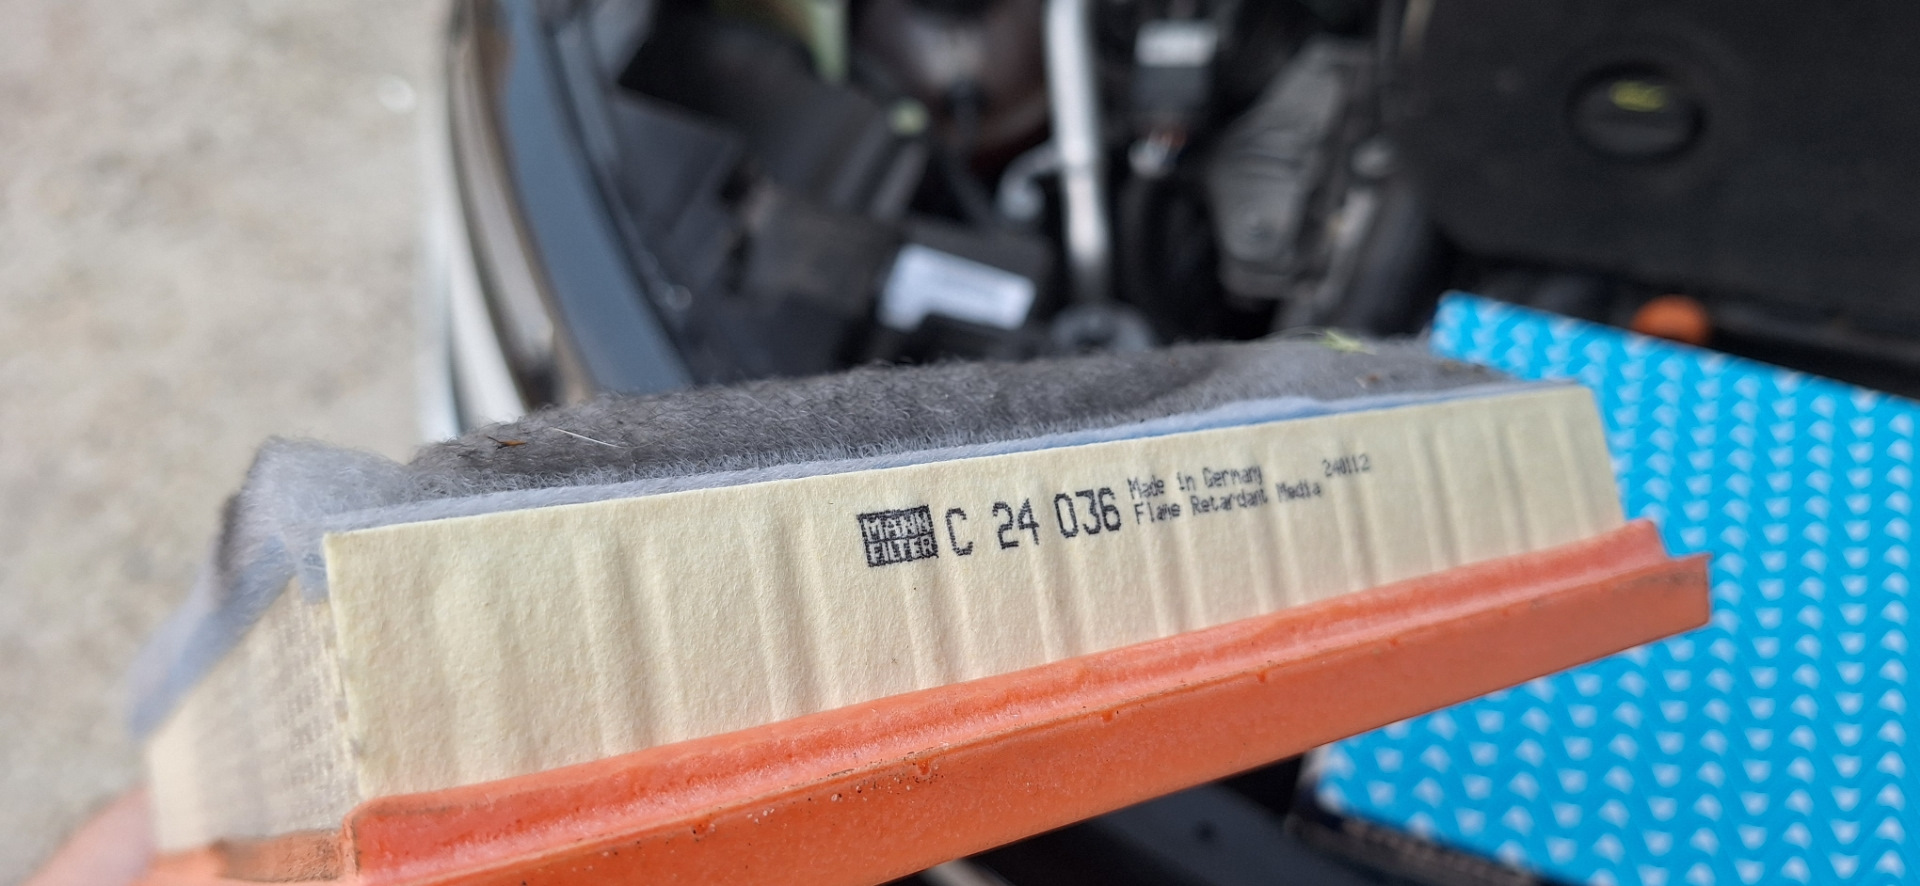 MANN
FILTER
C 24 036
Made in Germany
Flame Retardant Media
240112